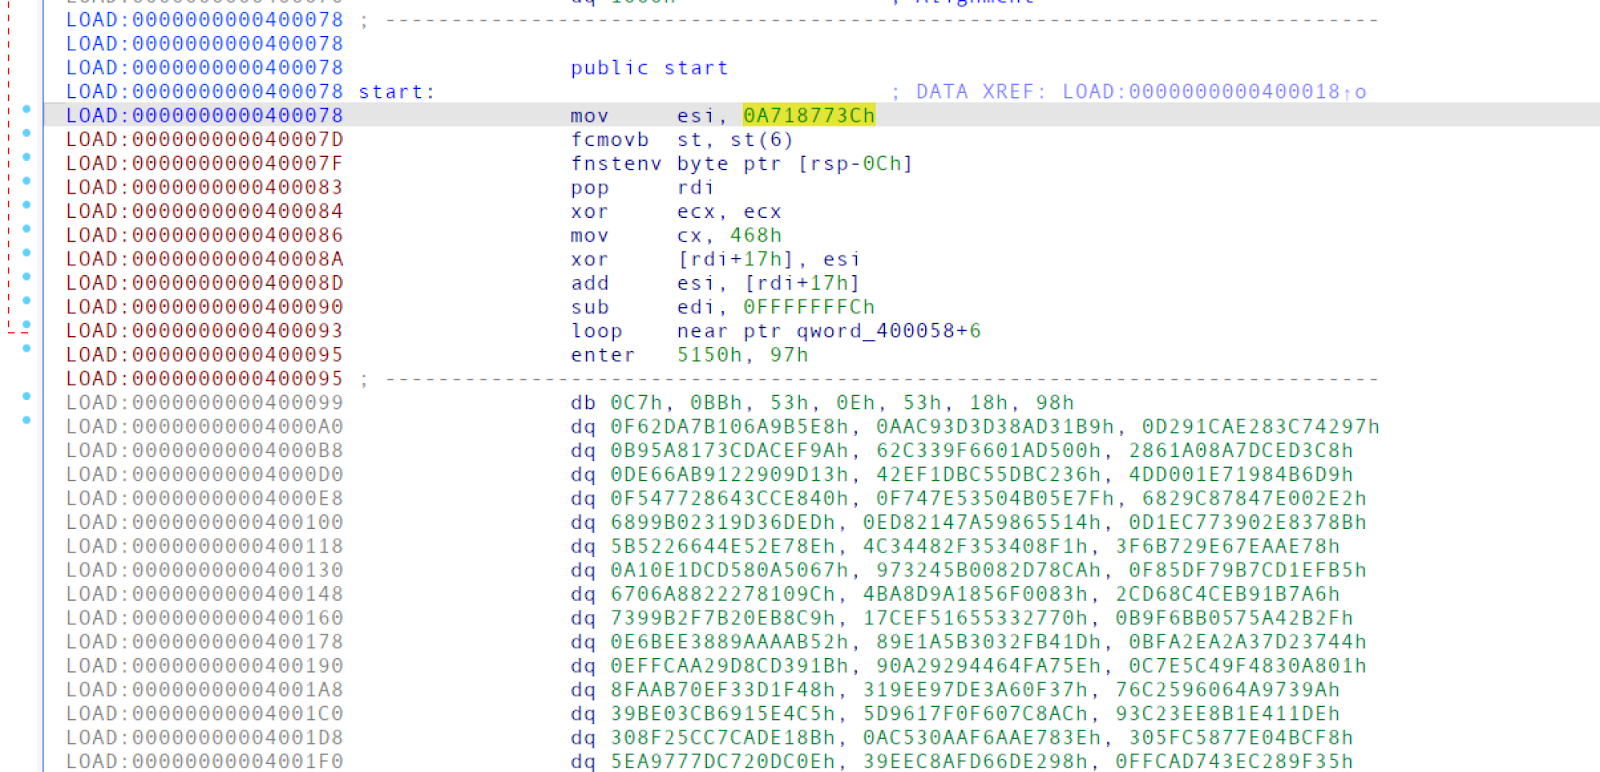 LOAD:0000000000400078 ; ---------------------------------------------------------------------------
LOAD:0000000000400078
LOAD:0000000000400078 public start
LOAD:0000000000400078 start: ; DATA XREF: LOAD:0000000000400018↑o
LOAD:0000000000400078 mov esi, 0A718773Ch
LOAD:000000000040007D fcmovb st, st(6)
LOAD:000000000040007F fnstenv byte ptr [rsp-0Ch]
LOAD:0000000000400083 pop rdi
LOAD:0000000000400084 xor ecx, ecx
LOAD:0000000000400086 mov cx, 468h
LOAD:000000000040008A xor [rdi+17h], esi
LOAD:000000000040008D add esi, [rdi+17h]
LOAD:0000000000400090 sub edi, 0FFFFFFFCh
LOAD:0000000000400093 loop near ptr qword_400058+6
LOAD:0000000000400095 enter 5150h, 97h
LOAD:0000000000400095 ; ---------------------------------------------------------------------------
LOAD:0000000000400099 db 0C7h, 0BBh, 53h, 0Eh, 53h, 18h, 98h
LOAD:00000000004000A0 dq 0F62DA7B106A9B5E8h, 0AAC93D3D38AD31B9h, 0D291CAE283C74297h
LOAD:00000000004000B8 dq 0B95A8173CDACEF9Ah, 62C339F6601AD500h, 2861A08A7DCED3C8h
LOAD:00000000004000D0 dq 0DE66AB9122909D13h, 42EF1DBC55DBC236h, 4DD001E71984B6D9h
LOAD:00000000004000E8 dq 0F547728643CCE840h, 0F747E53504B05E7Fh, 6829C87847E002E2h
LOAD:0000000000400100 dq 6899B02319D36DEDh, 0ED82147A59865514h, 0D1EC773902E8378Bh
LOAD:0000000000400118 dq 5B5226644E52E78Eh, 4C34482F353408F1h, 3F6B729E67EAAE78h
LOAD:0000000000400130 dq 0A10E1DCD580A5067h, 973245B0082D78CAh, 0F85DF79B7CD1EFB5h
LOAD:0000000000400148 dq 6706A8822278109Ch, 4BA8D9A1856F0083h, 2CD68C4CEB91B7A6h
LOAD:0000000000400160 dq 7399B2F7B20EB8C9h, 17CEF51655332770h, 0B9F6BB0575A42B2Fh
LOAD:0000000000400178 dq 0E6BEE3889AAAAB52h, 89E1A5B3032FB41Dh, 0BFA2EA2A37D23744h
LOAD:0000000000400190 dq 0EFFCAA29D8CD391Bh, 90A29294464FA75Eh, 0C7E5C49F4830A801h
LOAD:00000000004001A8 dq 8FAAB70EF33D1F48h, 319EE97DE3A60F37h, 76C2596064A9739Ah
LOAD:00000000004001C0 dq 39BE03CB6915E4C5h, 5D9617F0F607C8ACh, 93C23EE8B1E411DEh
LOAD:00000000004001D8 dq 308F25CC7CADE18Bh, 0AC530AAF6AAE783Eh, 305FC5877E04BCF8h
LOAD:00000000004001F0 dq 5EA9777DC720DC0Eh, 39EEC8AFD66DE298h, 0FFCAD743EC289F35h